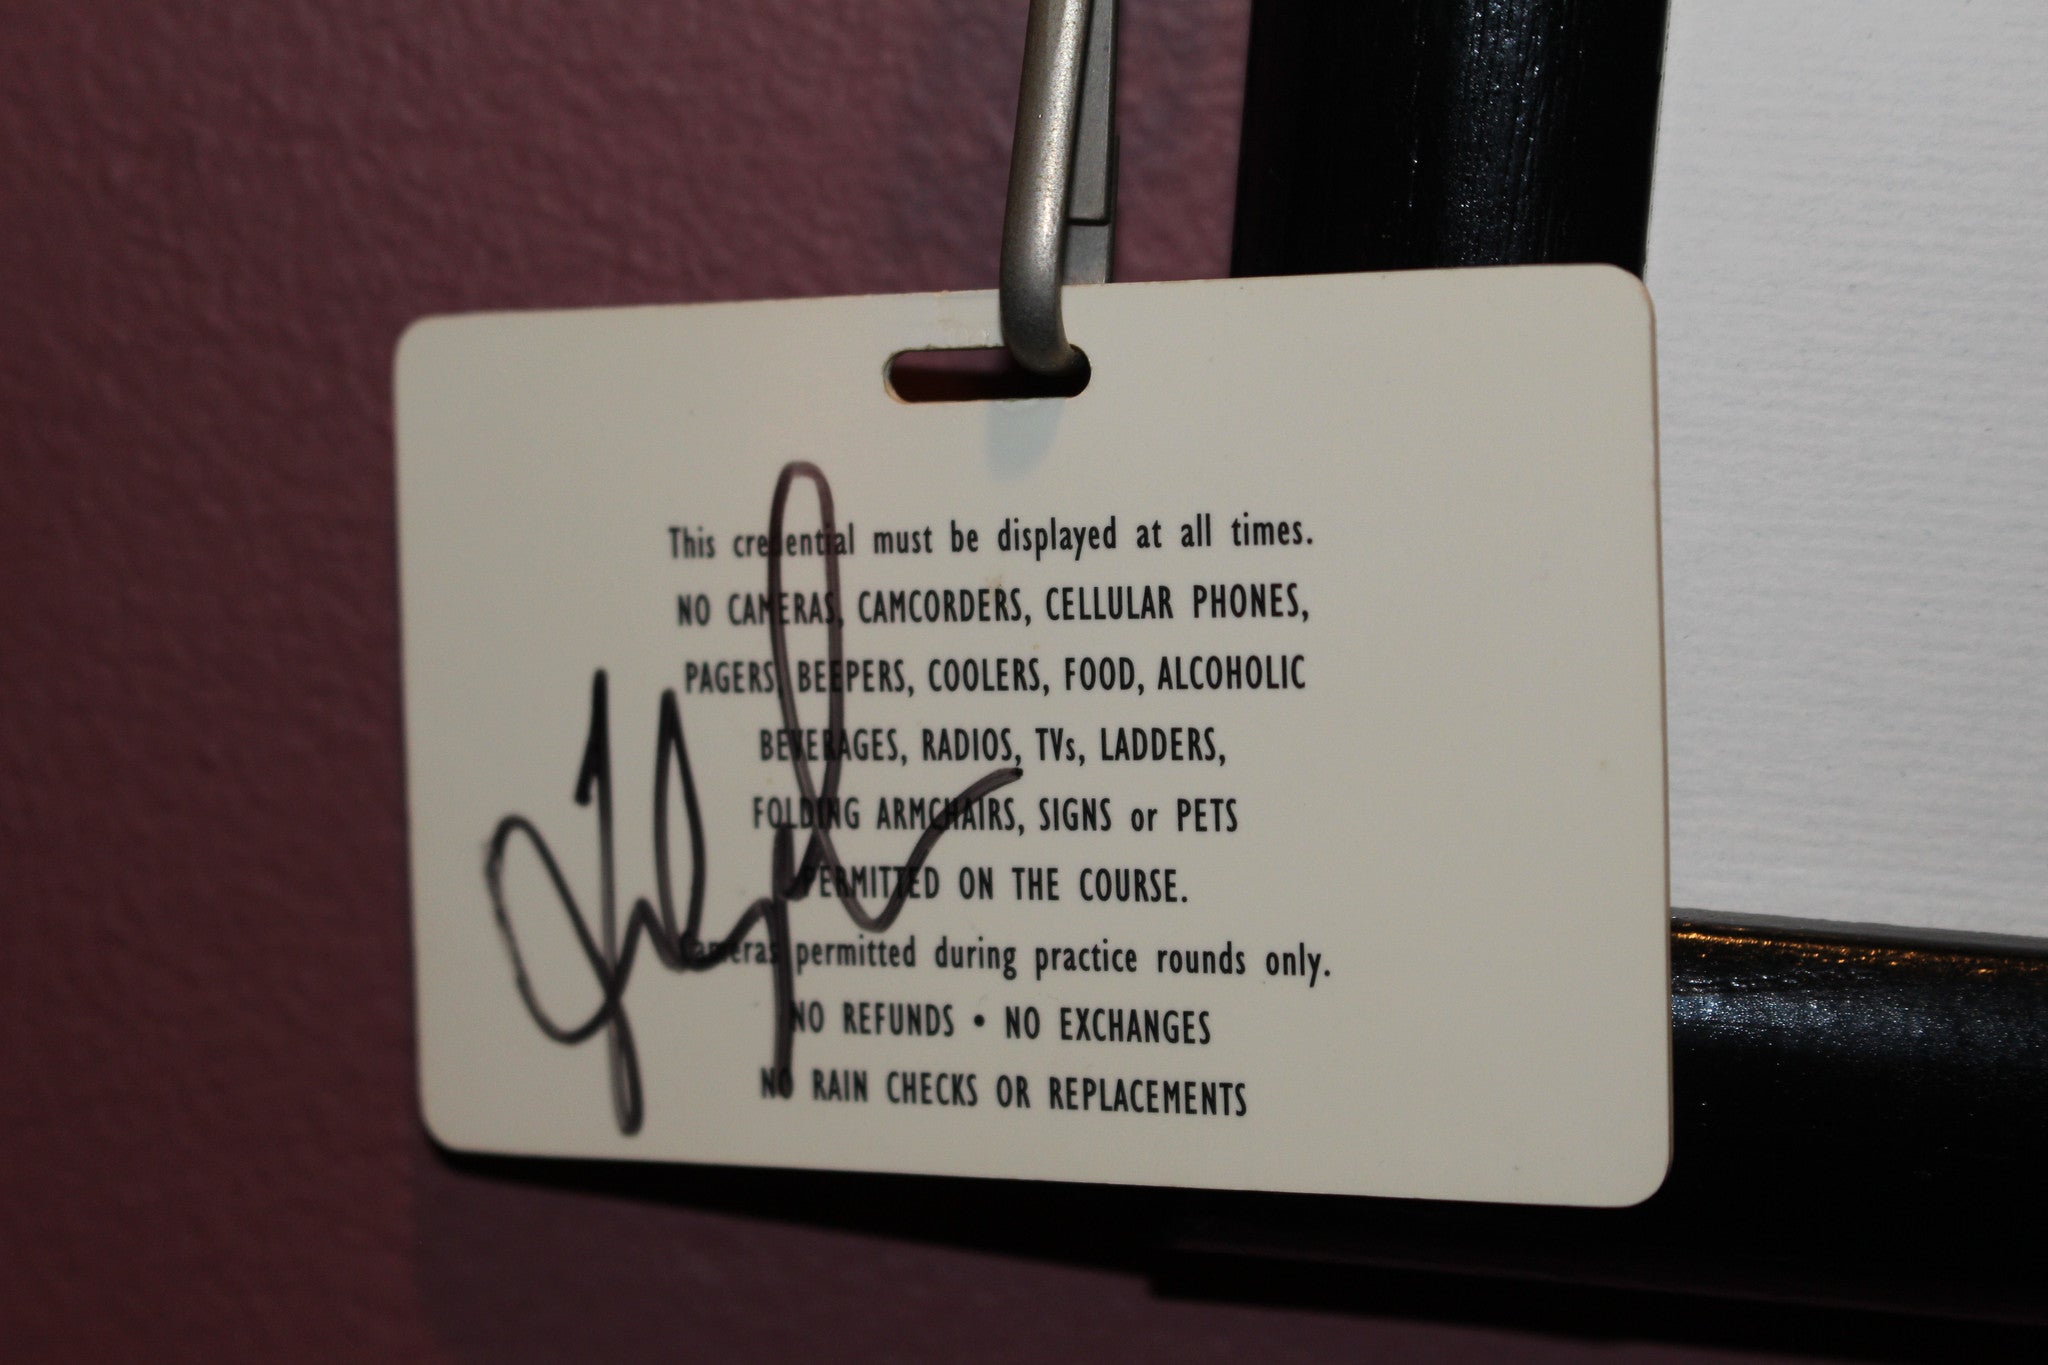 This credential must be displayed at all times.
NO CAMERAS, CAMCORDERS, CELLULAR PHONES,
PAGERS, BEEPERS, COOLERS, FOOD, ALCOHOLIC
BEVERAGES, RADIOS, TVs, LADDERS,
FOLDING ARMCHAIRS, SIGNS or PETS
PERMITTED ON THE COURSE.
Cameras permitted during practice rounds only.
NO REFUNDS • NO EXCHANGES
NO RAIN CHECKS OR REPLACEMENTS